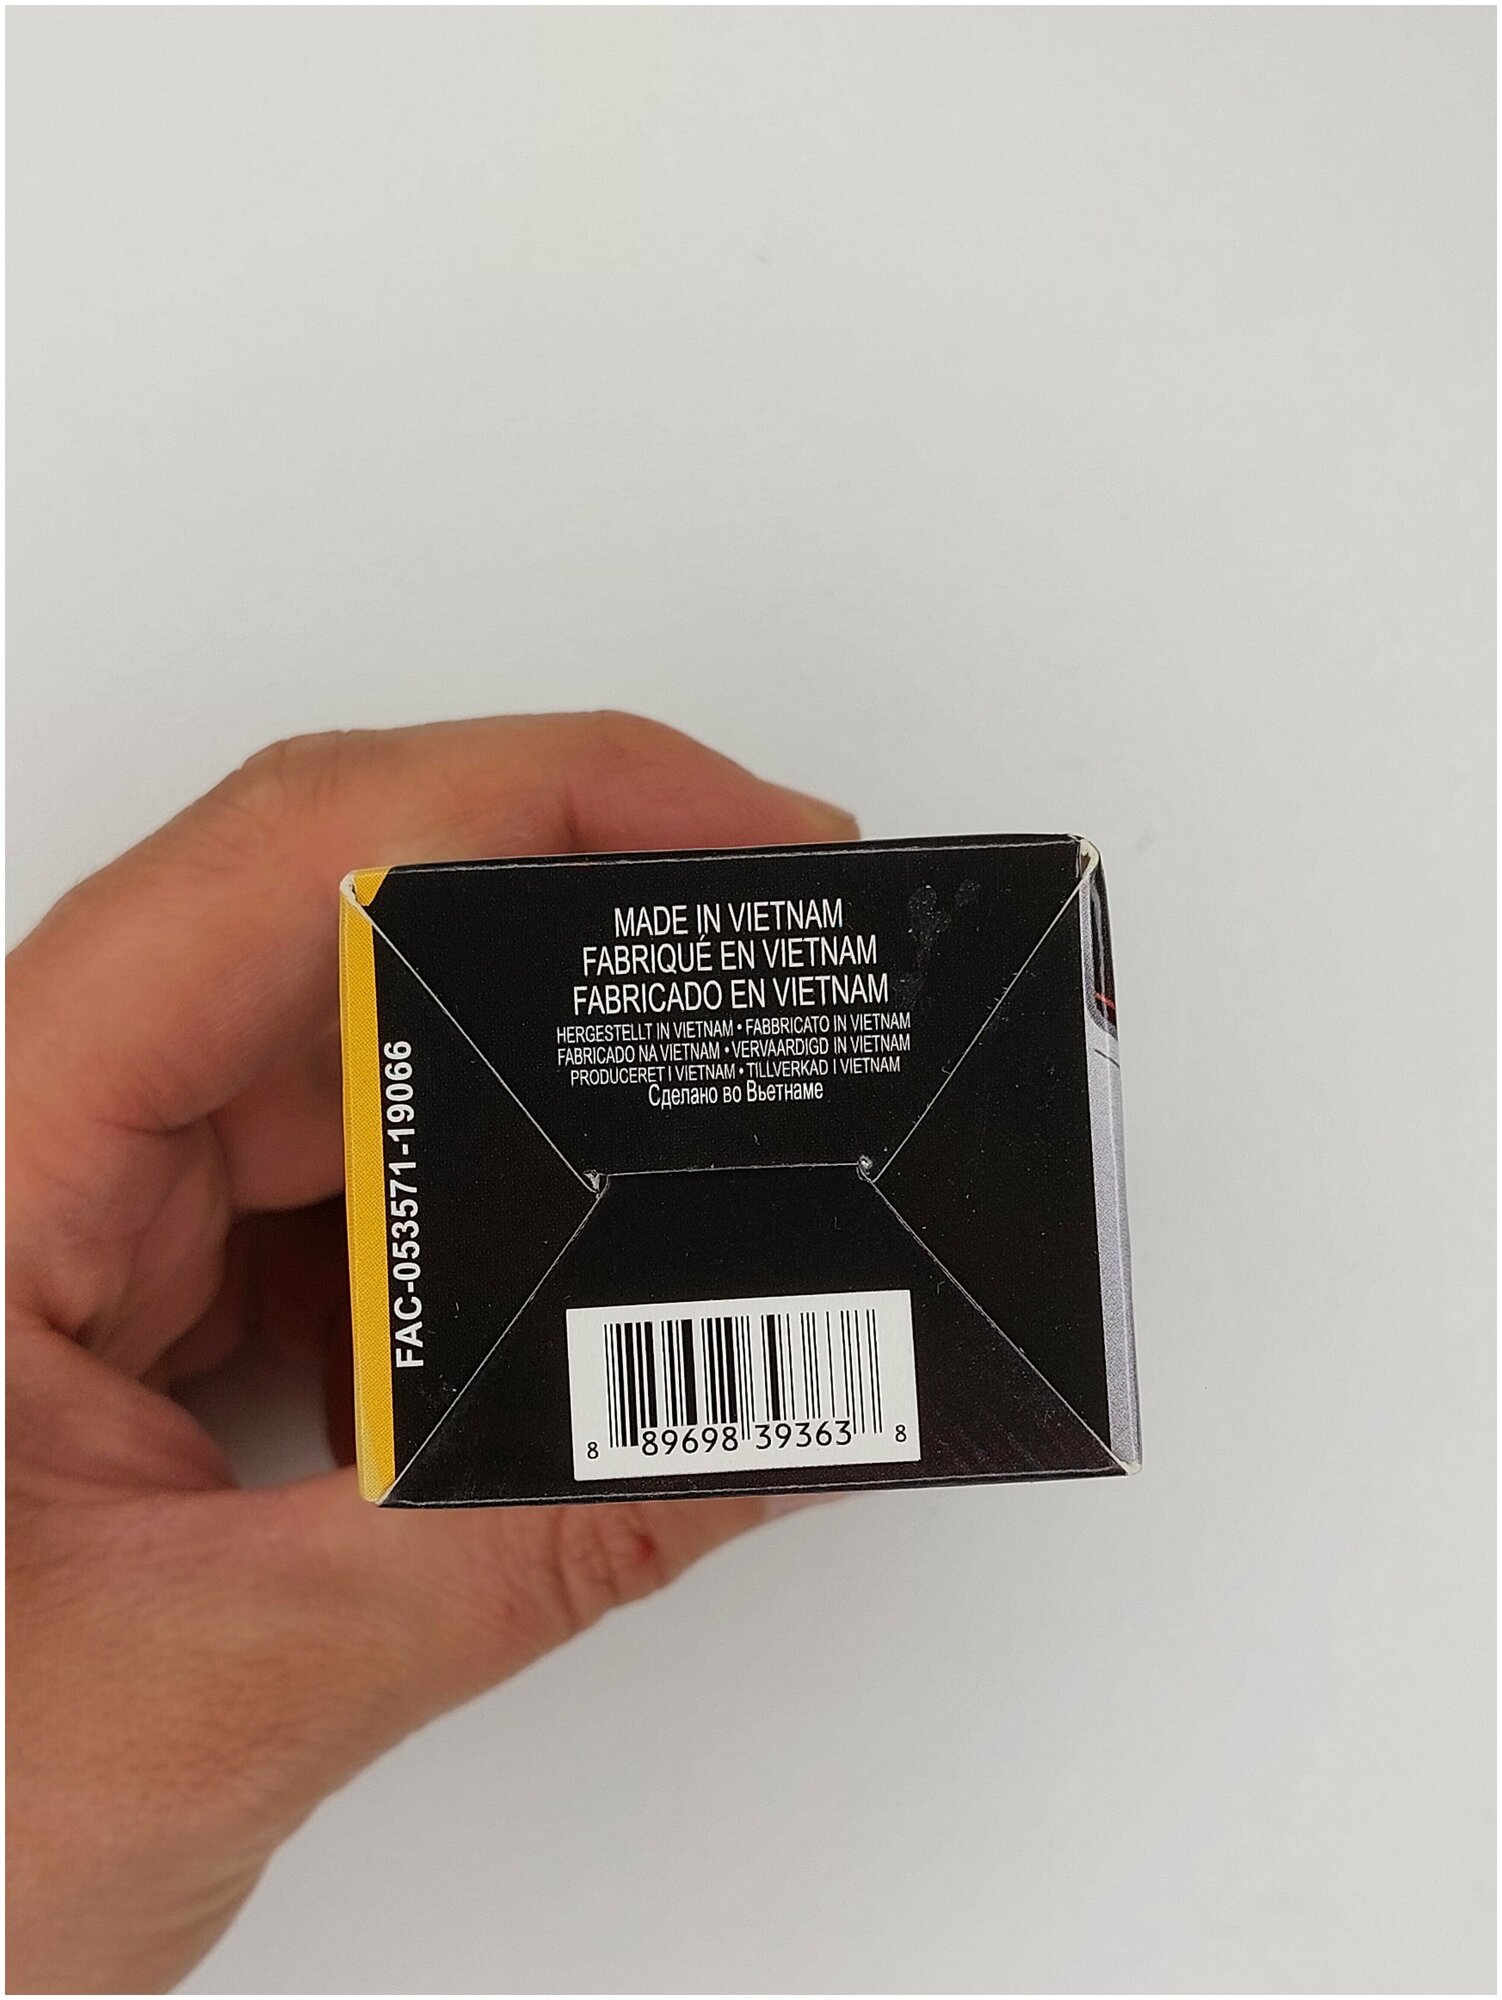 MADE IN VIETNAM
FABRIQUÉ EN VIETNAM
FABRICADO EN VIETNAM
HERGESTELLT IN VIETNAM • FABBRICATO IN VIETNAM
FABRICADO NA VIETNAM • VERVAARDIGD IN VIETNAM
PRODUCERET I VIETNAM • TILLVERKAD I VIETNAM
Сделано во Вьетнаме
FAC-053571-19066
8 89698 39363 8